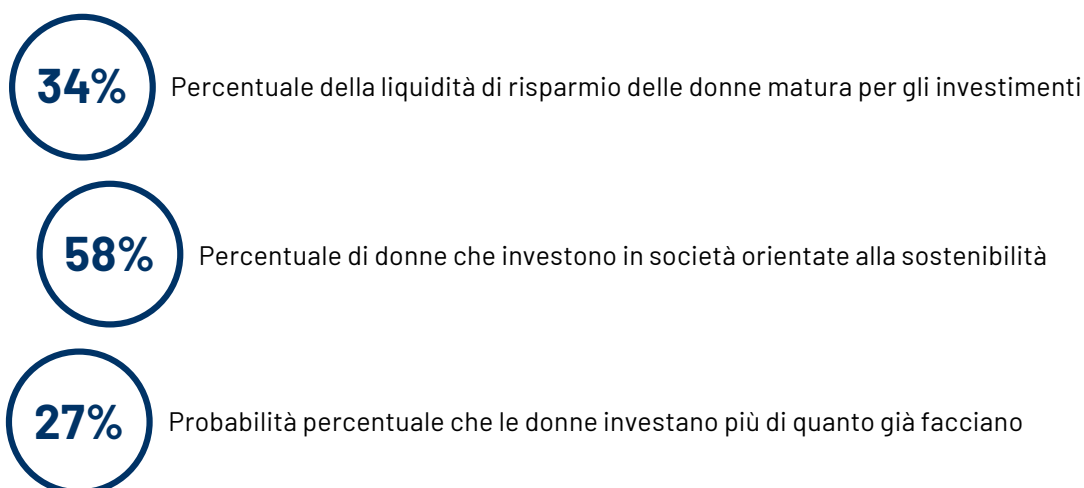 34%
Percentuale della liquidità di risparmio delle donne matura per gli investimenti
58%
Percentuale di donne che investono in società orientate alla sostenibilità
27%
Probabilità percentuale che le donne investano più di quanto già facciano